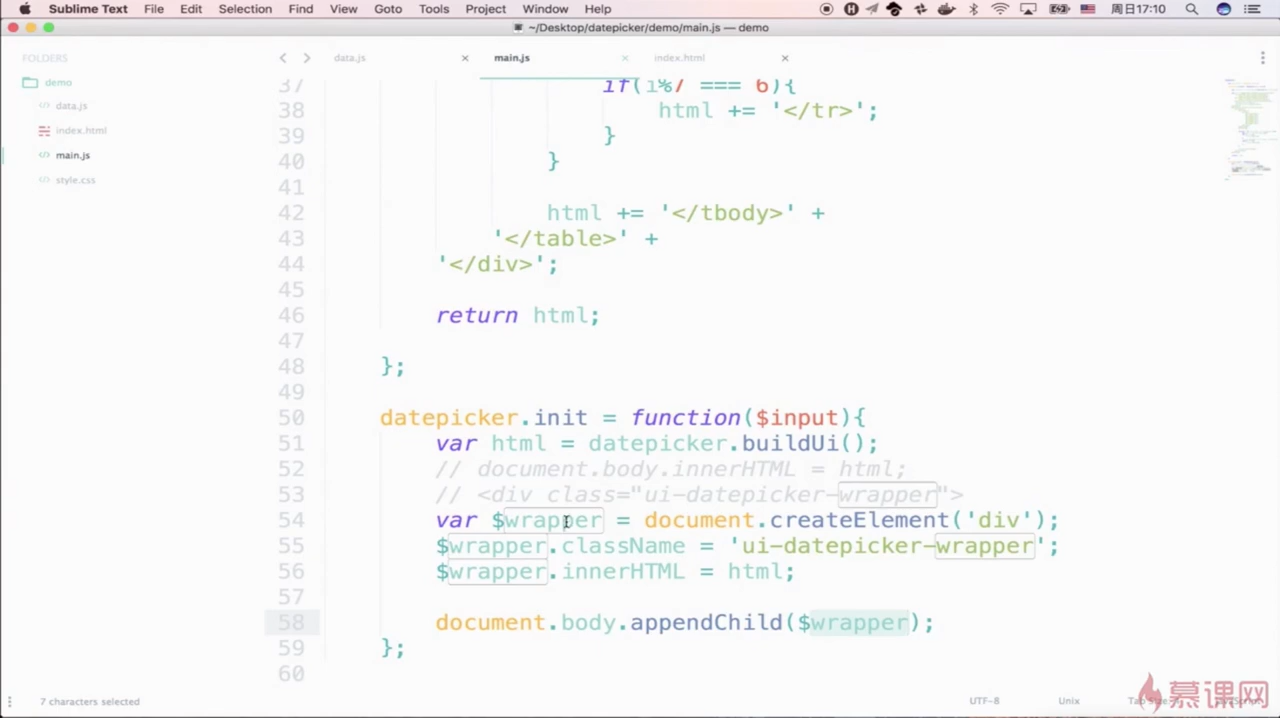 Sublime Text File Edit Selection Find View Goto Tools Project Window Help 周日17:10
~/Desktop/datepicker/demo/main.js — demo
FOLDERS
demo
data.js
index.html
main.js
style.css
data.js main.js index.html
37 if(i%7 === 6){
38 html += '</tr>';
39 }
40 }
41
42 html += '</tbody>' +
43 '</table>' +
44 '</div>';
45
46 return html;
47
48 };
49
50 datepicker.init = function($input){
51 var html = datepicker.buildUi();
52 // document.body.innerHTML = html;
53 // <div class="ui-datepicker-wrapper">
54 var $wrapper = document.createElement('div');
55 $wrapper.className = 'ui-datepicker-wrapper';
56 $wrapper.innerHTML = html;
57
58 document.body.appendChild($wrapper);
59 };
60
7 characters selected UTF-8 Unix
慕课网